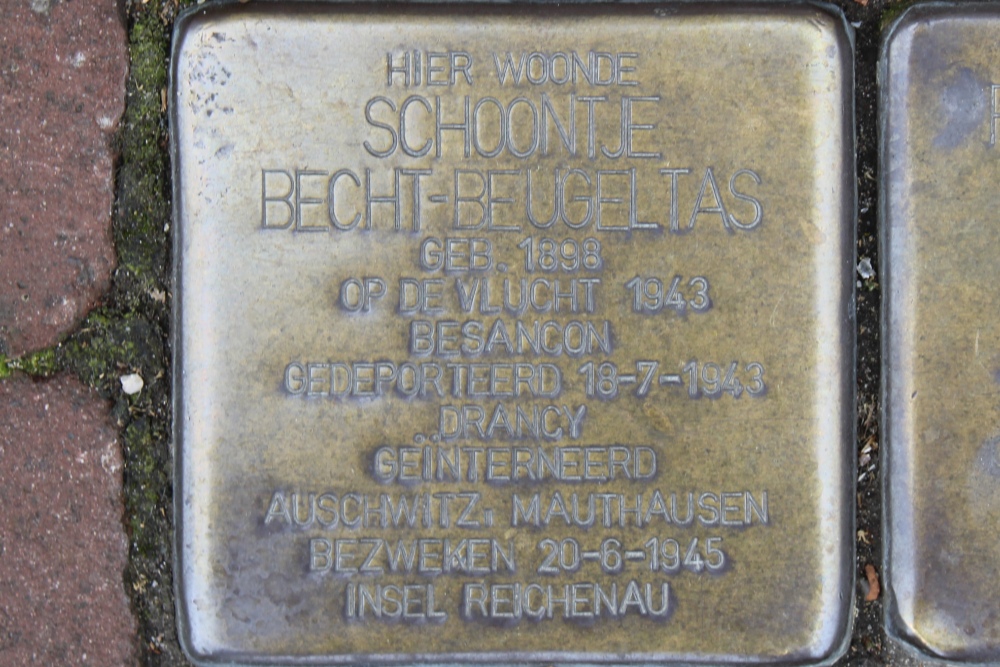 HIER WOONDE
SCHOONTJE
BECHT-BEUGELTAS
GEB. 1898
OP DE VLUCHT 1943
BESANCON
GEDEPORTEERD 18-7-1943
DRANCY
GEÏNTERNEERD
AUSCHWITZ, MAUTHAUSEN
BEZWEKEN 20-6-1945
INSEL REICHENAU